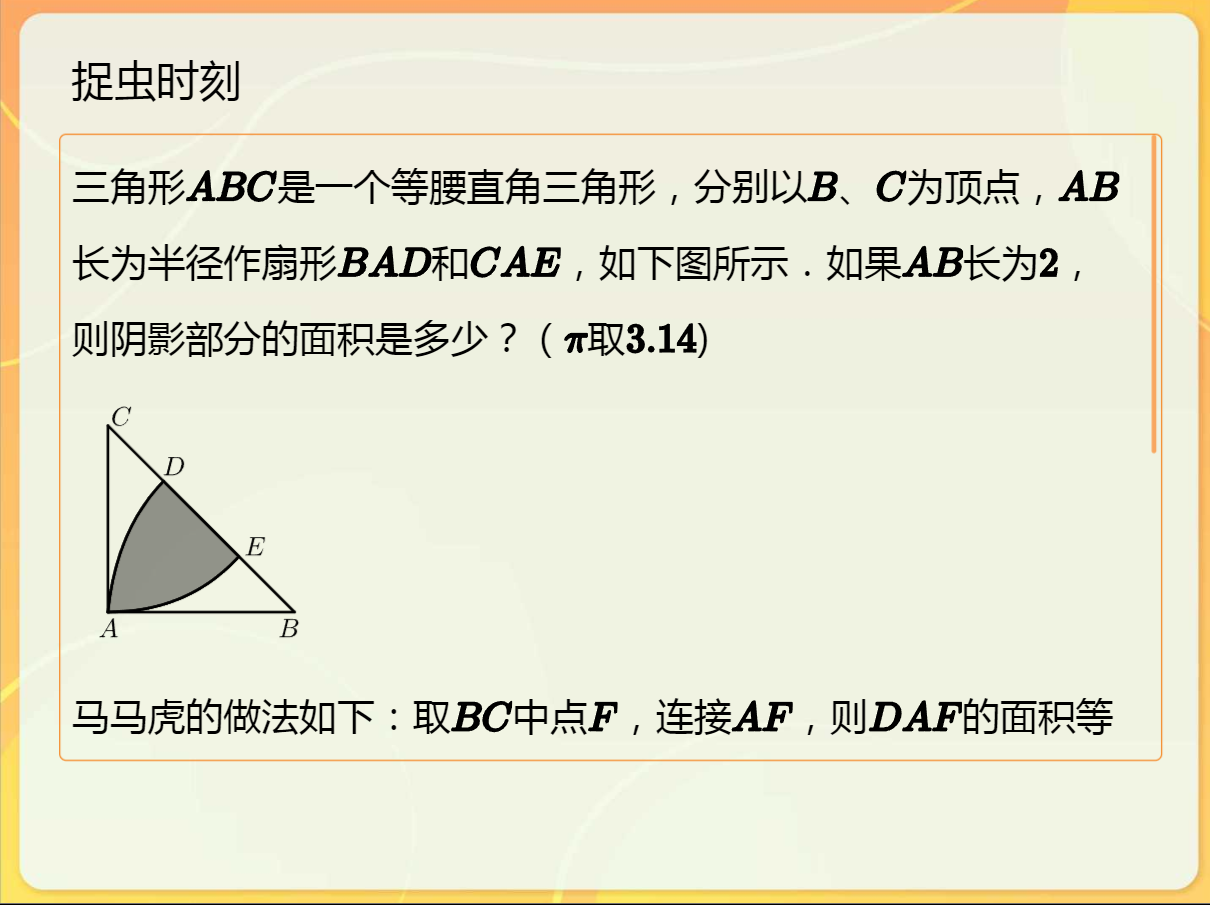 捉虫时刻
三角形ABC是一个等腰直角三角形，分别以B、C为顶点，AB
长为半径作扇形BAD和CAE，如下图所示．如果AB长为2，
则阴影部分的面积是多少？（π取3.14)
C
D
E
A
B
马马虎的做法如下：取BC中点F，连接AF，则DAF的面积等